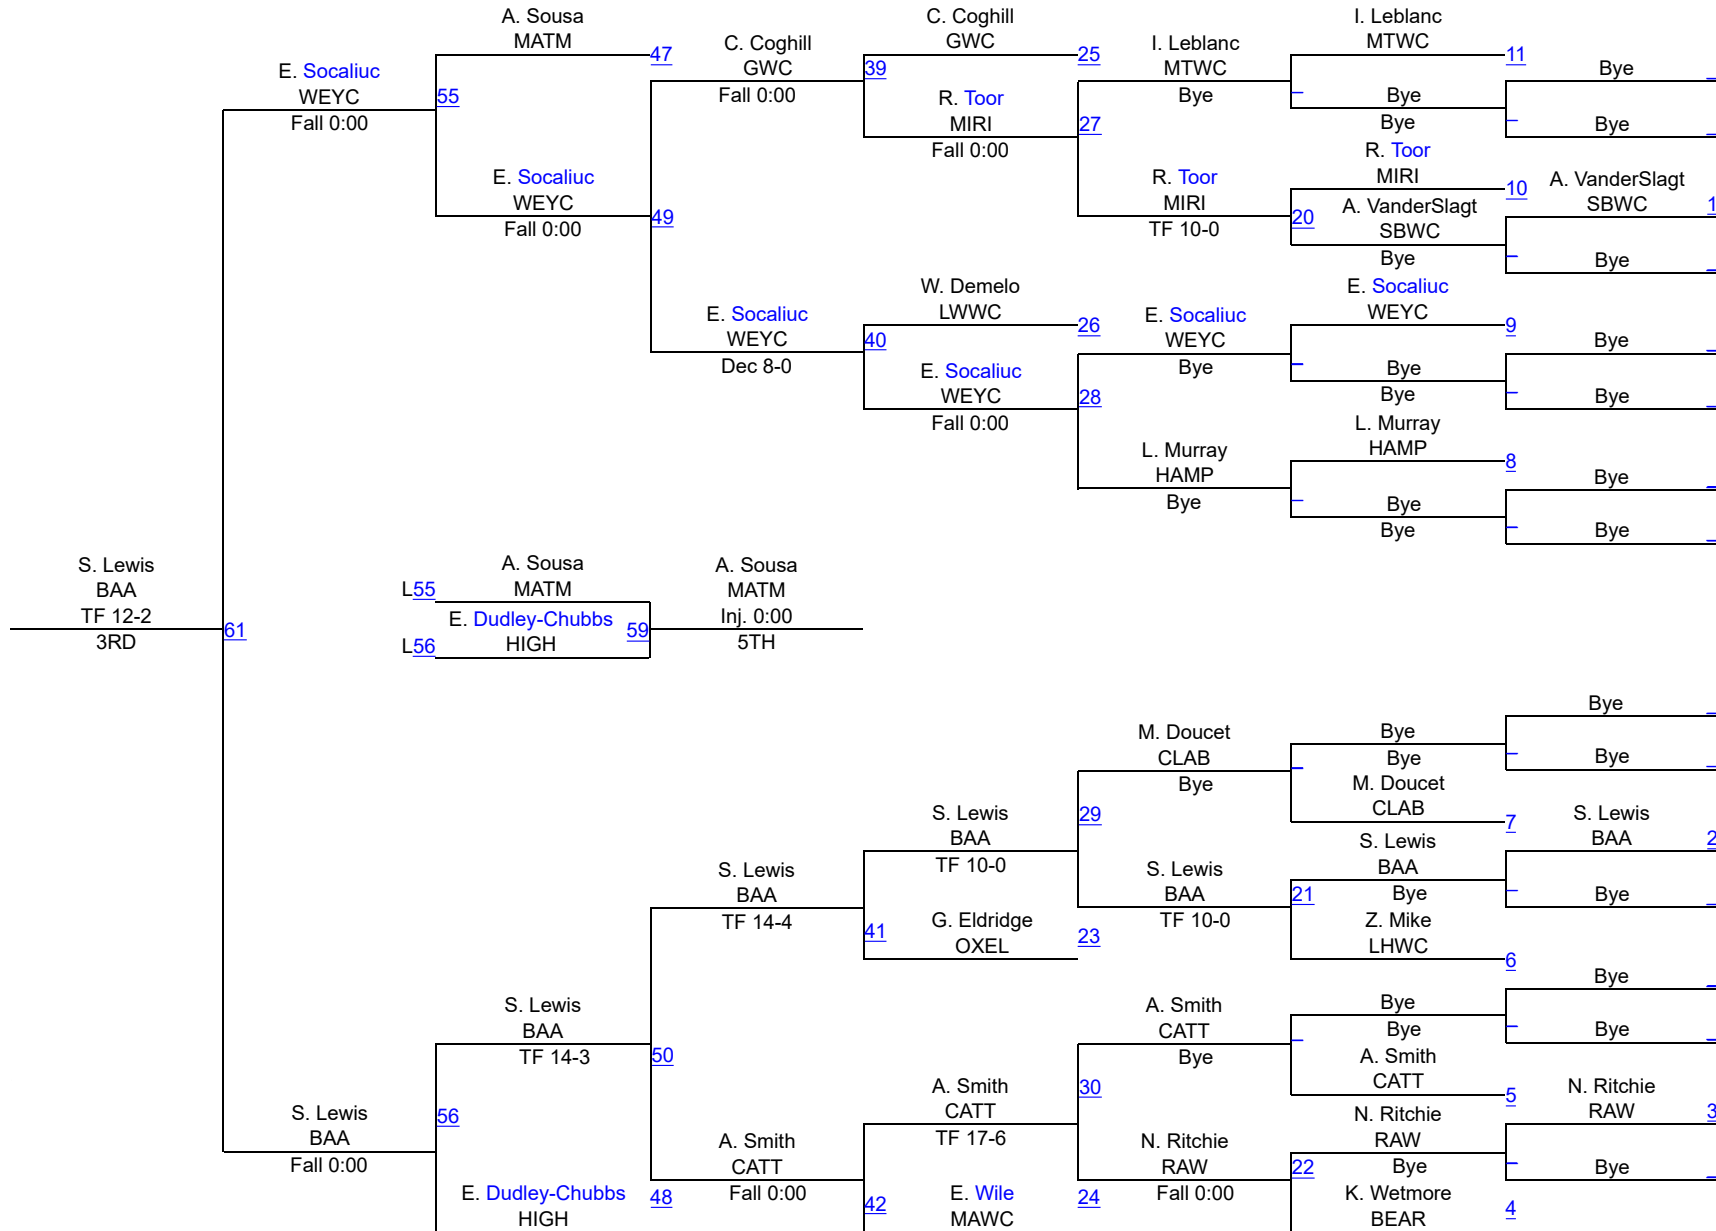 A. Sousa
MATM
47
E. Socaliuc
WEYC
Fall 0:00
55
E. Socaliuc
WEYC
Fall 0:00
C. Coghill
GWC
Fall 0:00
49
E. Socaliuc
WEYC
Dec 8-0
C. Coghill
GWC
25
39
R. Toor
MIRI
Fall 0:00
W. Demelo
LWWC
26
40
E. Socaliuc
WEYC
Fall 0:00
I. Leblanc
MTWC
Bye
27
R. Toor
MIRI
TF 10-0
E. Socaliuc
WEYC
Bye
28
L. Murray
HAMP
Bye
I. Leblanc
MTWC
11
Bye
Bye
R. Toor
MIRI
10
20
A. VanderSlagt
SBWC
Bye
E. Socaliuc
WEYC
9
Bye
Bye
L. Murray
HAMP
8
Bye
Bye
Bye
Bye
A. VanderSlagt
SBWC
1
Bye
Bye
Bye
Bye
Bye
S. Lewis
BAA
TF 12-2
3RD
61
L55
A. Sousa
MATM
E. Dudley-Chubbs
HIGH
L56
59
A. Sousa
MATM
Inj. 0:00
5TH
S. Lewis
BAA
Fall 0:00
S. Lewis
BAA
TF 14-3
56
E. Dudley-Chubbs
HIGH
48
S. Lewis
BAA
TF 14-4
50
A. Smith
CATT
Fall 0:00
S. Lewis
BAA
TF 10-0
41
G. Eldridge
OXEL
23
A. Smith
CATT
TF 17-6
42
E. Wile
MAWC
24
M. Doucet
CLAB
Bye
29
S. Lewis
BAA
TF 10-0
A. Smith
CATT
Bye
30
N. Ritchie
RAW
Fall 0:00
Bye
Bye
M. Doucet
CLAB
7
S. Lewis
BAA
Bye
21
Z. Mike
LHWC
6
Bye
Bye
A. Smith
CATT
5
N. Ritchie
RAW
Bye
22
K. Wetmore
BEAR
4
Bye
Bye
S. Lewis
BAA
2
Bye
Bye
Bye
N. Ritchie
RAW
3
Bye